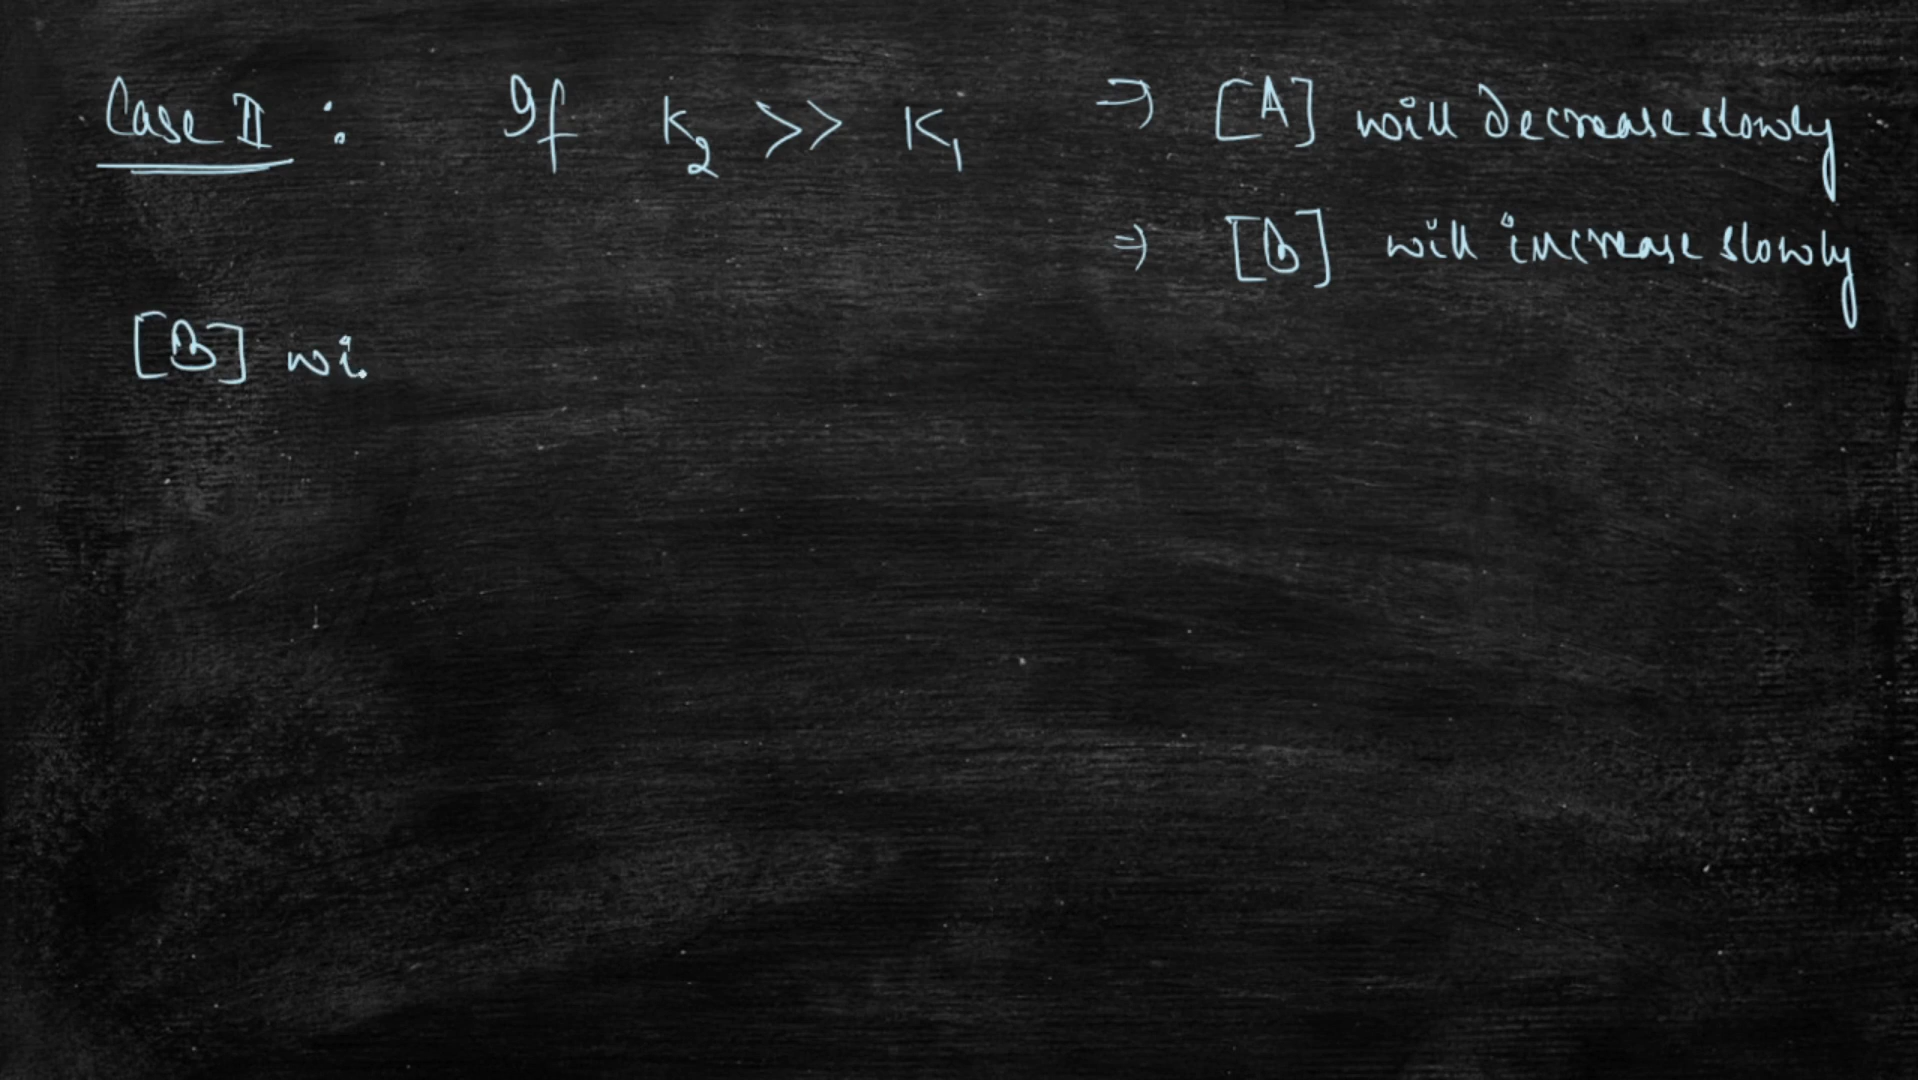 Case II : If K₂ >> K₁ ⇒ [A] will decrease slowly
⇒ [B] will increase slowly
[B] wi.